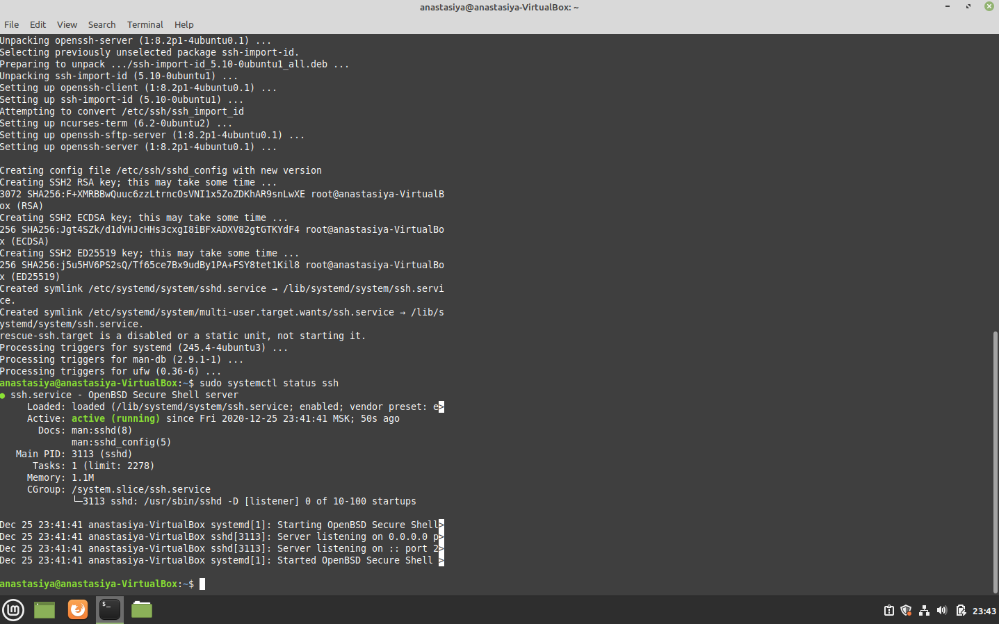 anastasiya@anastasiya-VirtualBox: ~
File Edit View Search Terminal Help
Unpacking openssh-server (1:8.2p1-4ubuntu0.1) ...
Selecting previously unselected package ssh-import-id.
Preparing to unpack .../ssh-import-id_5.10-0ubuntu1_all.deb ...
Unpacking ssh-import-id (5.10-0ubuntu1) ...
Setting up openssh-client (1:8.2p1-4ubuntu0.1) ...
Setting up ssh-import-id (5.10-0ubuntu1) ...
Attempting to convert /etc/ssh/ssh_import_id
Setting up ncurses-term (6.2-0ubuntu2) ...
Setting up openssh-sftp-server (1:8.2p1-4ubuntu0.1) ...
Setting up openssh-server (1:8.2p1-4ubuntu0.1) ...
Creating config file /etc/ssh/sshd_config with new version
Creating SSH2 RSA key; this may take some time ...
3072 SHA256:F+XMRBBwQuuc6zzLtrncOsVNI1x5ZoZDKhAR9snLwXE root@anastasiya-VirtualB
ox (RSA)
Creating SSH2 ECDSA key; this may take some time ...
256 SHA256:Jgt4SZk/d1dVHJcHHs3cxgI8iBFxADXV82gtGTKYdF4 root@anastasiya-VirtualBo
x (ECDSA)
Creating SSH2 ED25519 key; this may take some time ...
256 SHA256:j5u5HV6PS2sQ/Tf65ce7Bx9udBy1PA+FSY8tet1Kil8 root@anastasiya-VirtualBo
x (ED25519)
Created symlink /etc/systemd/system/sshd.service → /lib/systemd/system/ssh.servi
ce.
Created symlink /etc/systemd/system/multi-user.target.wants/ssh.service → /lib/s
ystemd/system/ssh.service.
rescue-ssh.target is a disabled or a static unit, not starting it.
Processing triggers for systemd (245.4-4ubuntu3) ...
Processing triggers for man-db (2.9.1-1) ...
Processing triggers for ufw (0.36-6) ...
anastasiya@anastasiya-VirtualBox:~$ sudo systemctl status ssh
● ssh.service - OpenBSD Secure Shell server
Loaded: loaded (/lib/systemd/system/ssh.service; enabled; vendor preset: e>
Active: active (running) since Fri 2020-12-25 23:41:41 MSK; 50s ago
Docs: man:sshd(8)
man:sshd_config(5)
Main PID: 3113 (sshd)
Tasks: 1 (limit: 2278)
Memory: 1.1M
CGroup: /system.slice/ssh.service
└─3113 sshd: /usr/sbin/sshd -D [listener] 0 of 10-100 startups
Dec 25 23:41:41 anastasiya-VirtualBox systemd[1]: Starting OpenBSD Secure Shell>
Dec 25 23:41:41 anastasiya-VirtualBox sshd[3113]: Server listening on 0.0.0.0 p>
Dec 25 23:41:41 anastasiya-VirtualBox sshd[3113]: Server listening on :: port 2>
Dec 25 23:41:41 anastasiya-VirtualBox systemd[1]: Started OpenBSD Secure Shell >
anastasiya@anastasiya-VirtualBox:~$
23:43